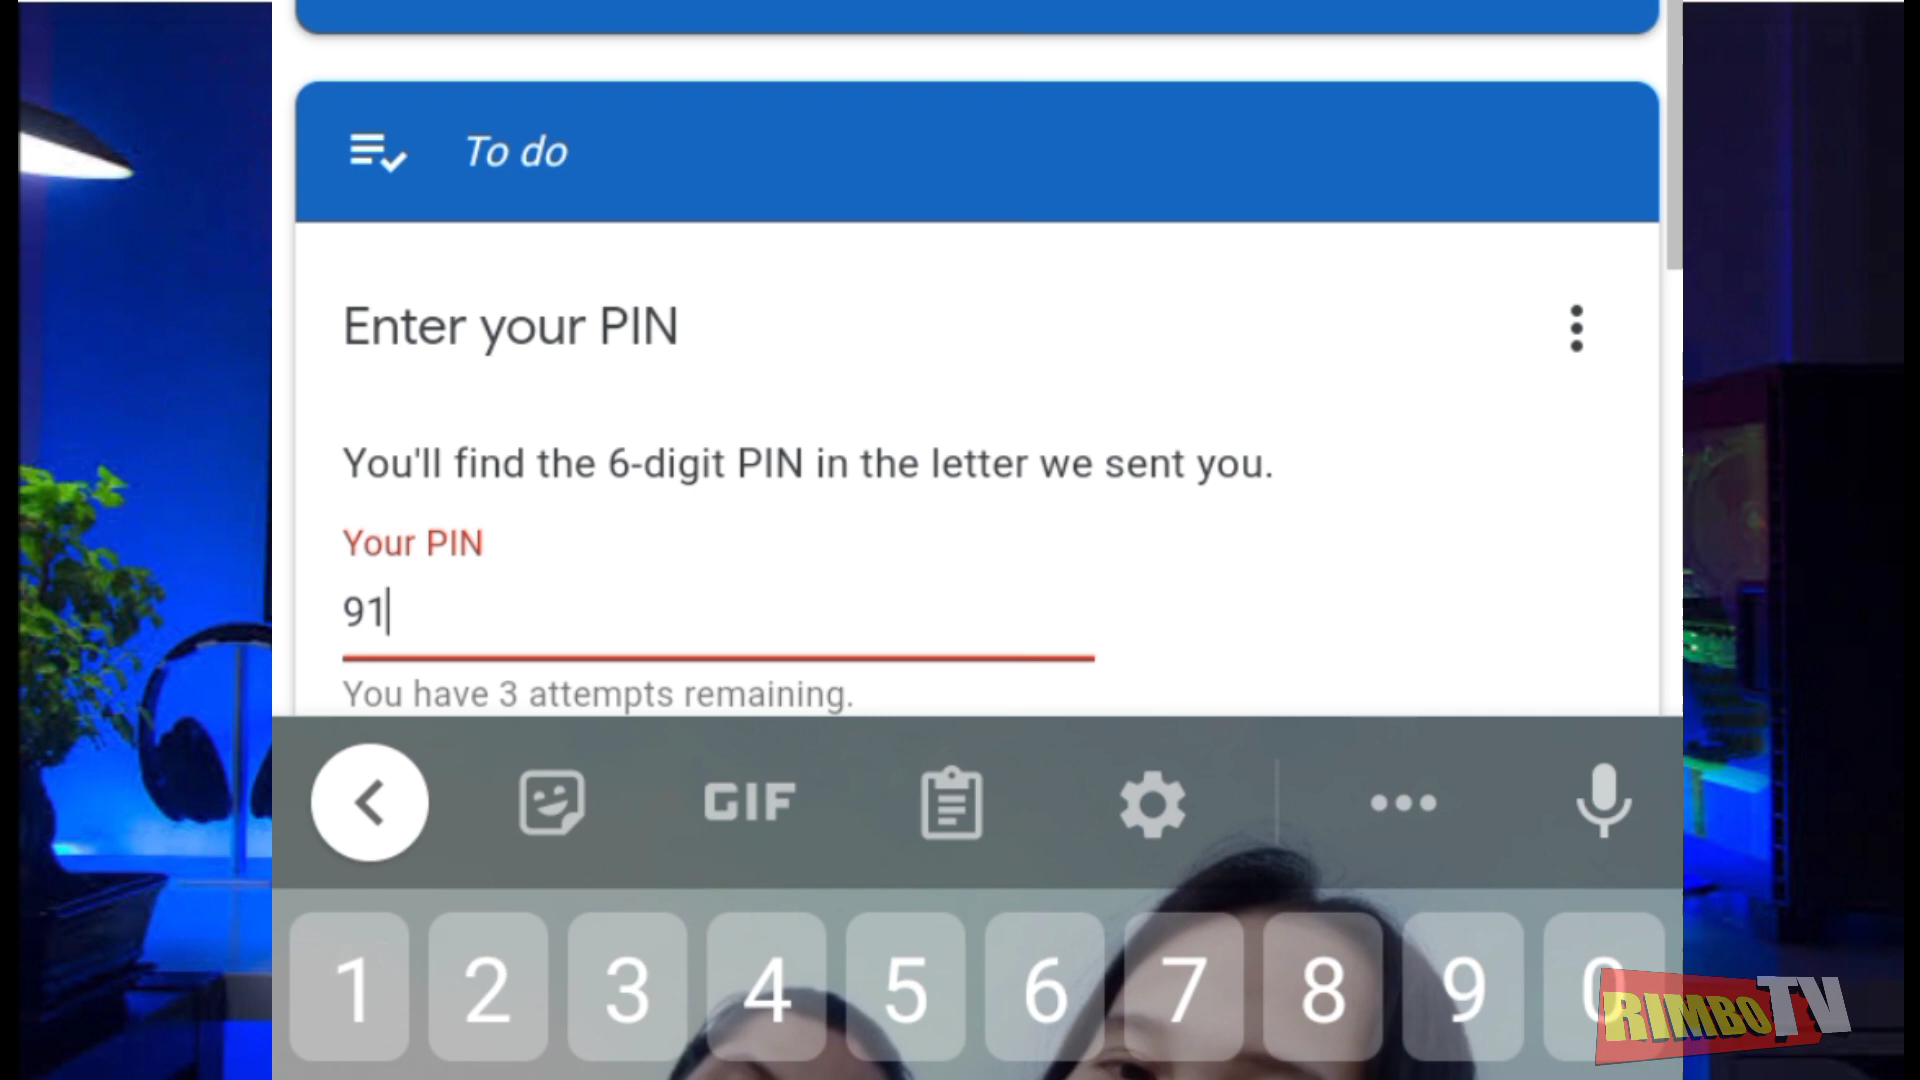 To do
Enter your PIN
You'll find the 6-digit PIN in the letter we sent you.
Your PIN
91
You have 3 attempts remaining.
GIF
1 2 3 4 5 6 7 8 9 0
RIMBO TV